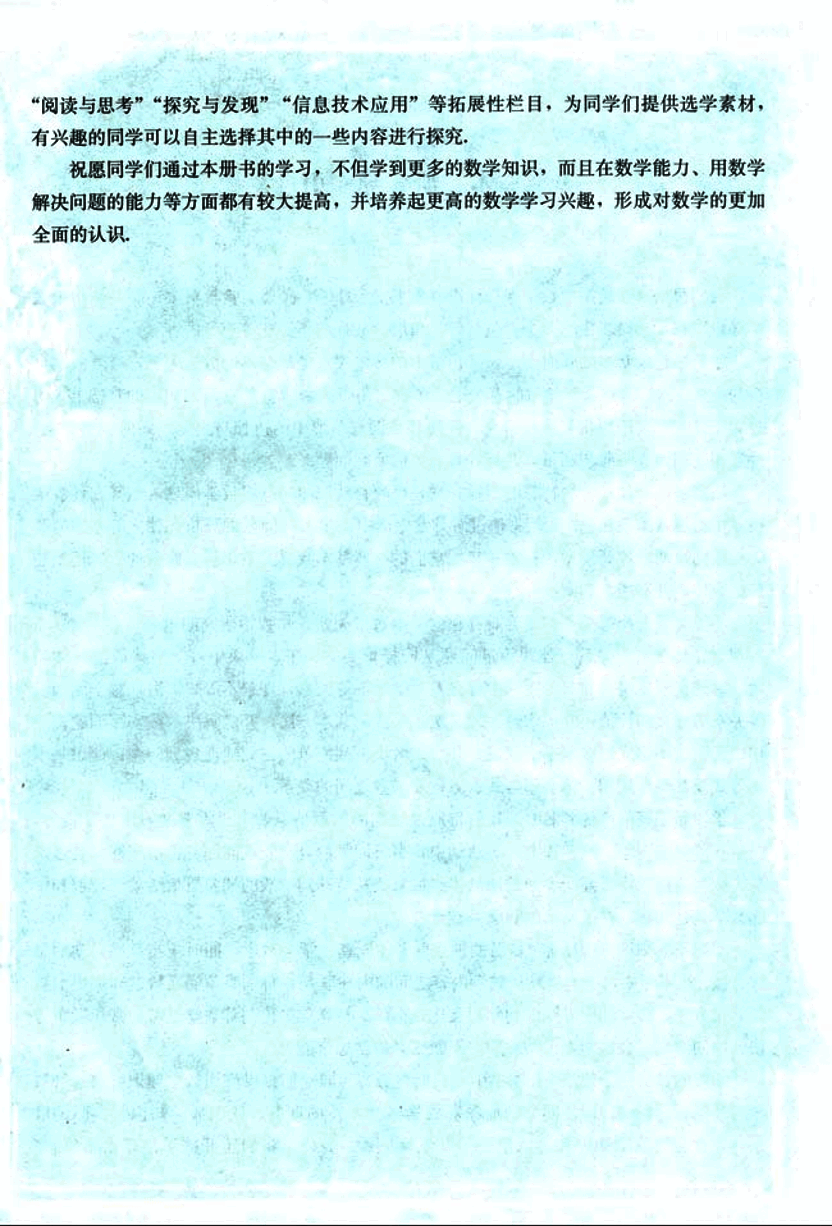 “阅读与思考”“探究与发现”“信息技术应用”等拓展性栏目，为同学们提供选学素材，
有兴趣的同学可以自主选择其中的一些内容进行探究.
祝愿同学们通过本册书的学习，不但学到更多的数学知识，而且在数学能力、用数学
解决问题的能力等方面都有较大提高，并培养起更高的数学学习兴趣，形成对数学的更加
全面的认识.